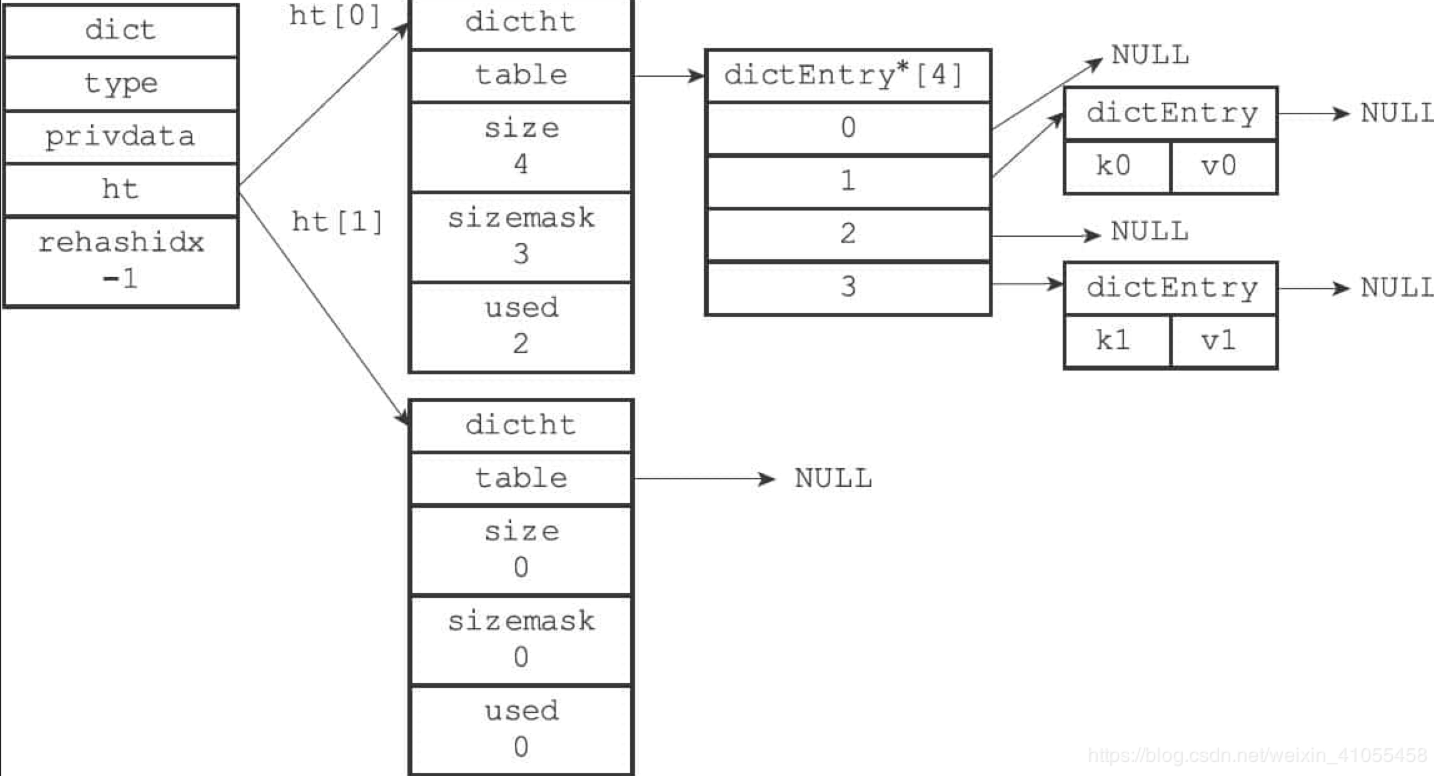 dict
type
privdata
ht
rehashidx
-1
ht[0]
ht[1]
dictht
table
size
4
sizemask
3
used
2
dictEntry*[4]
0
1
2
3
NULL
dictEntry
k0 v0
NULL
NULL
dictEntry
k1 v1
NULL
dictht
table
NULL
size
0
sizemask
0
used
0
https://blog.csdn.net/weixin_41055458